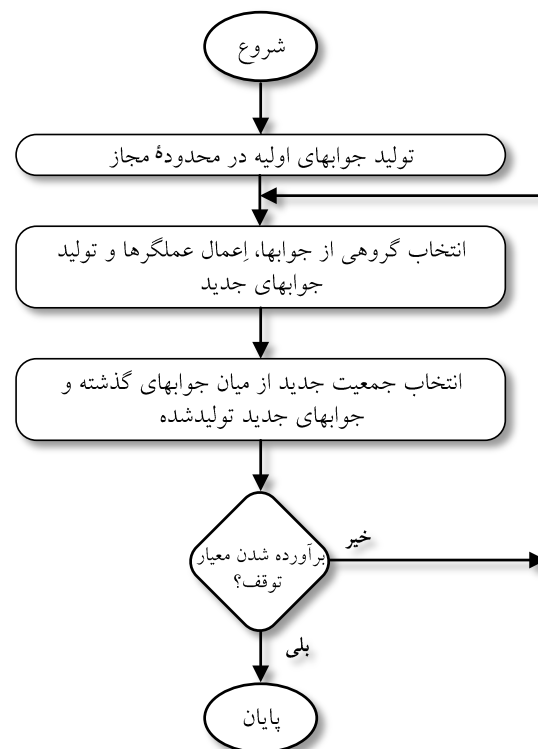 شروع
تولید جوابهای اولیه در محدودهٔ مجاز
انتخاب گروهی از جوابها، اِعمال عملگرها و تولید
جوابهای جدید
انتخاب جمعیت جدید از میان جوابهای گذشته و
جوابهای جدید تولیدشده
برآورده شدن معیار
توقف؟
خیر
بلی
پایان